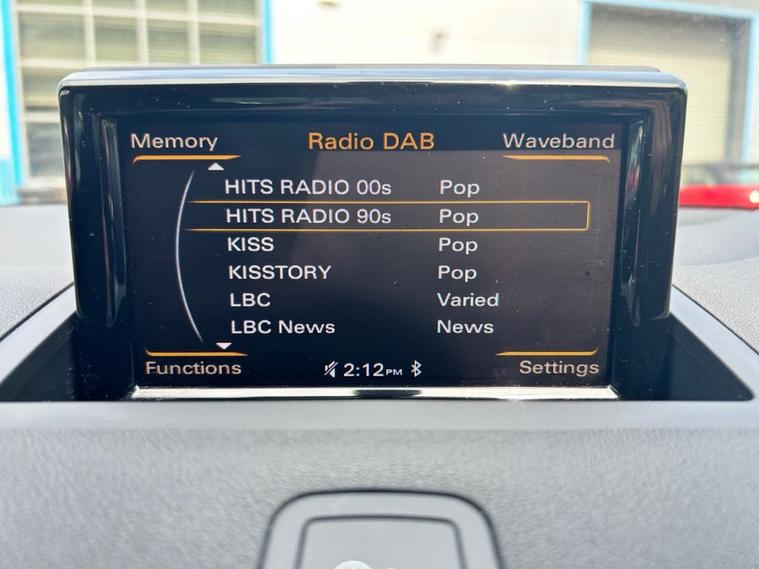 Memory Radio DAB Waveband
HITS RADIO 00s Pop
HITS RADIO 90s Pop
KISS Pop
KISSTORY Pop
LBC Varied
LBC News News
Functions 2:12PM Settings